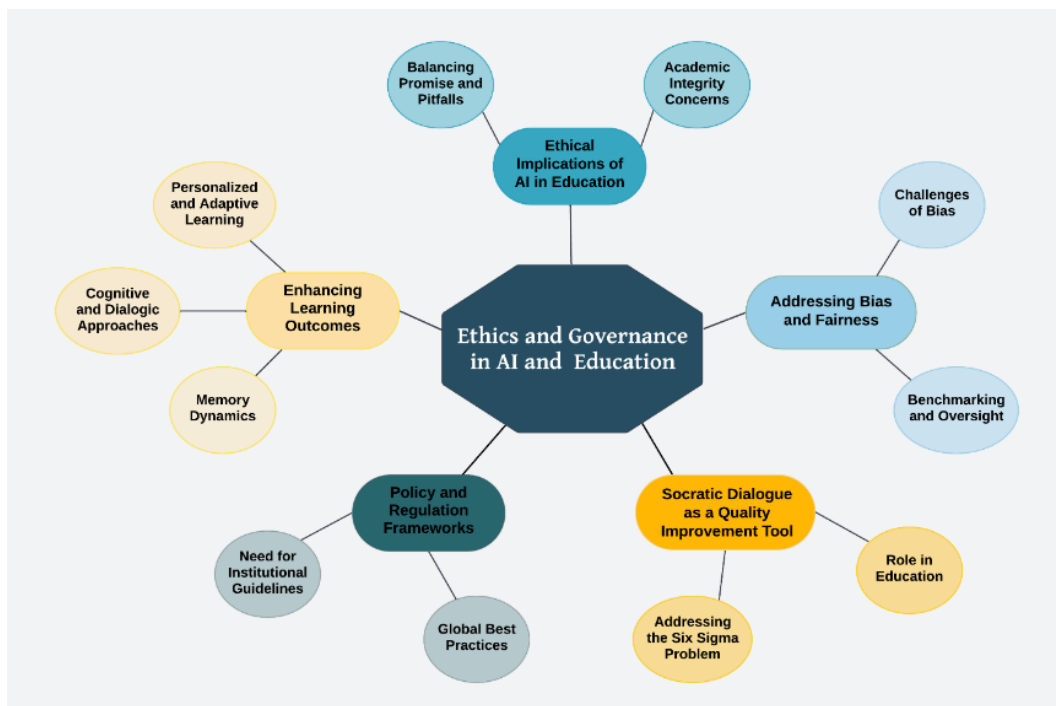 Balancing
Promise and
Pitfalls
Academic
Integrity
Concerns
Ethical
Implications of
AI in Education
Personalized
and Adaptive
Learning
Challenges
of Bias
Cognitive
and Dialogic
Approaches
Enhancing
Learning
Outcomes
Addressing Bias
and Fairness
Ethics and Governance
in AI and  Education
Memory
Dynamics
Benchmarking
and Oversight
Policy and
Regulation
Frameworks
Socratic Dialogue
as a Quality
Improvement Tool
Need for
Institutional
Guidelines
Role in
Education
Global Best
Practices
Addressing
the Six Sigma
Problem